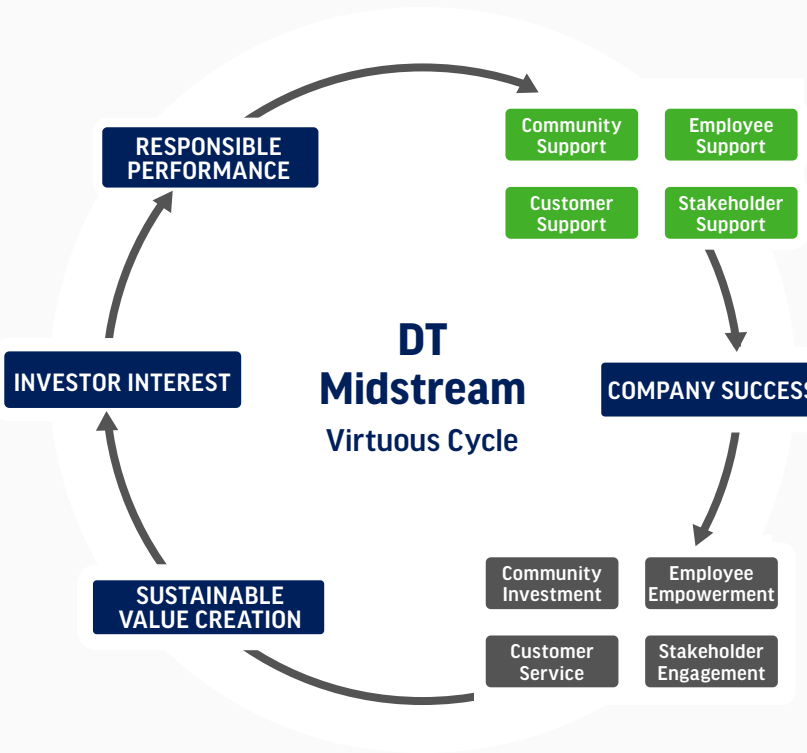 RESPONSIBLE
PERFORMANCE
Community
Support
Employee
Support
Customer
Support
Stakeholder
Support
DT
Midstream
Virtuous Cycle
INVESTOR INTEREST
COMPANY SUCCESS
SUSTAINABLE
VALUE CREATION
Community
Investment
Employee
Empowerment
Customer
Service
Stakeholder
Engagement